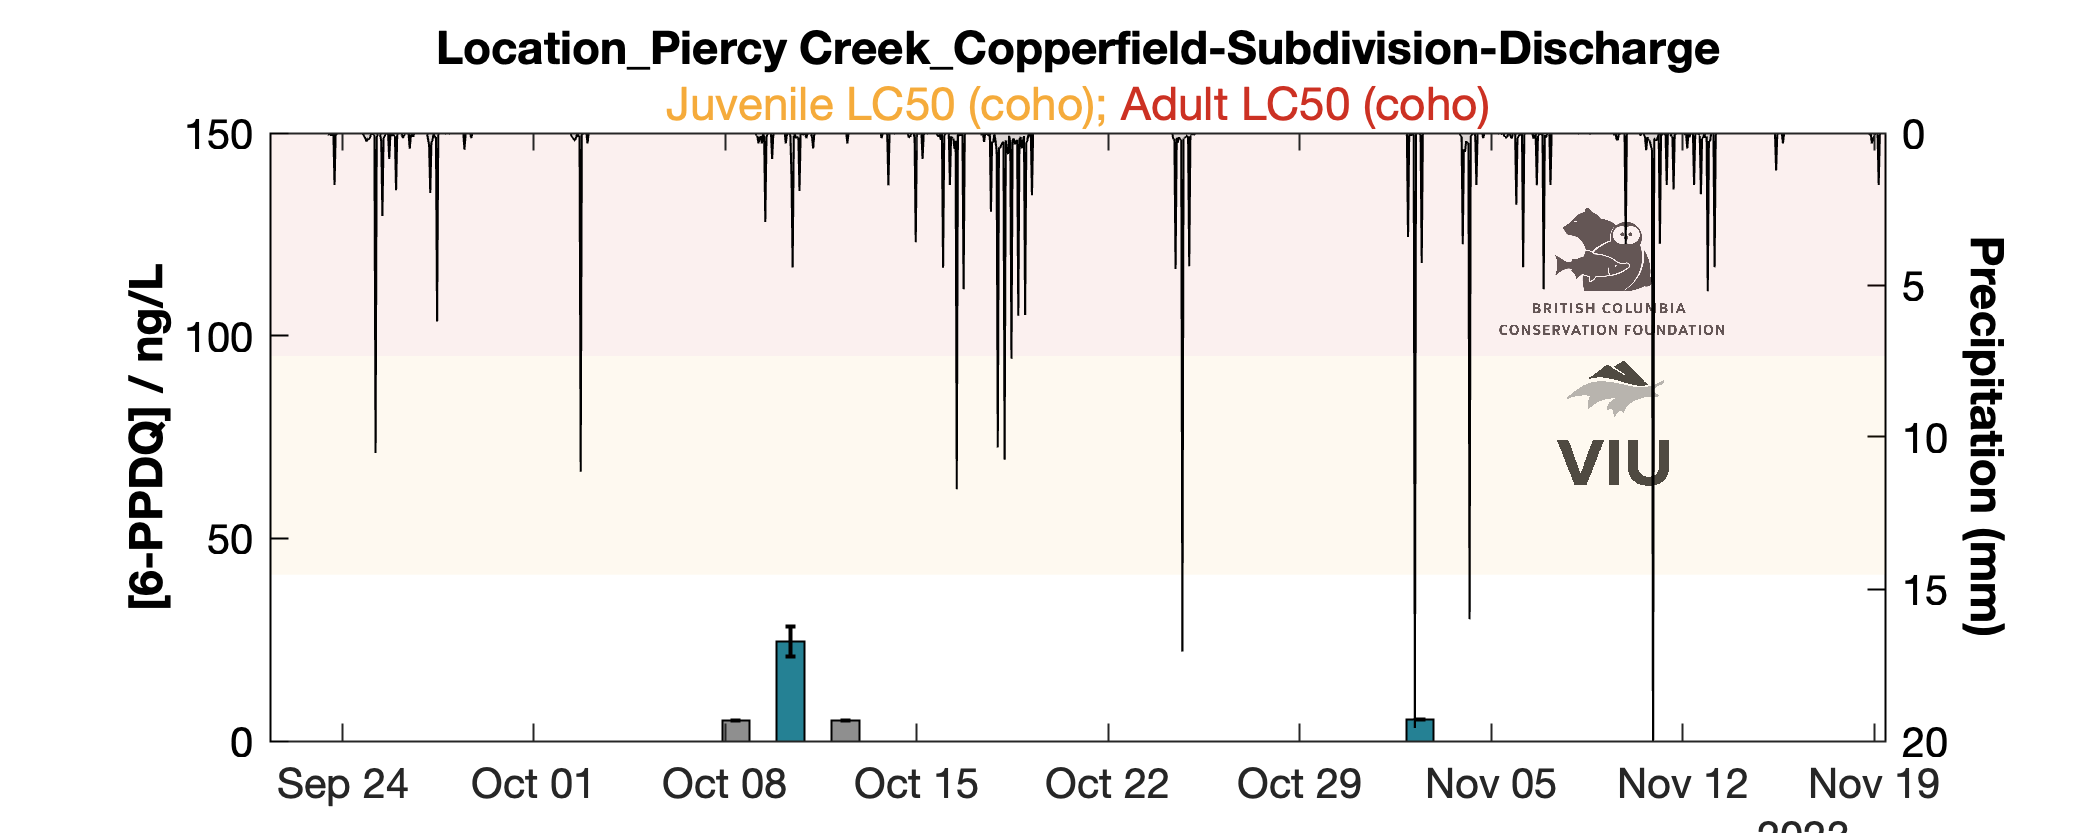 Location_Piercy Creek_Copperfield-Subdivision-Discharge
Juvenile LC50 (coho); Adult LC50 (coho)
[6-PPDQ] / ng/L
150
100
50
0
Precipitation (mm)
0
5
10
15
20
BRITISH COLUMBIA
CONSERVATION FOUNDATION
VIU
Sep 24 Oct 01 Oct 08 Oct 15 Oct 22 Oct 29 Nov 05 Nov 12 Nov 19